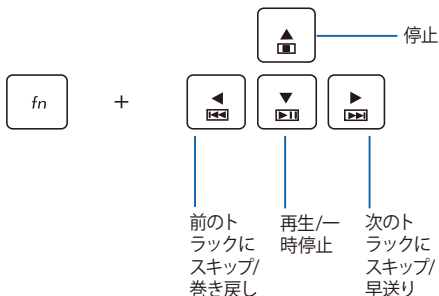 停止
fn
+
前のト
ラックに
スキップ/
巻き戻し
再生/一
時停止
次のト
ラックに
スキップ/
早送り